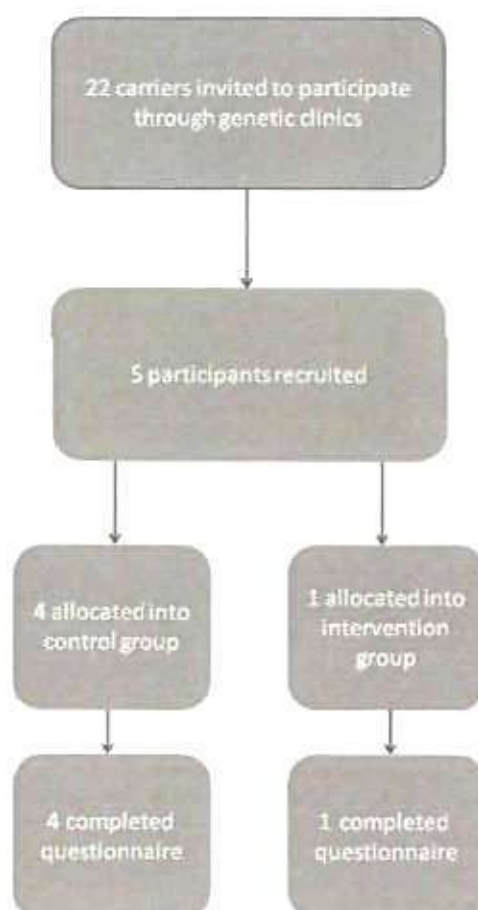 22 carriers invited to participate
through genetic clinics
5 participants recruited
4 allocated into
control group
1 allocated into
intervention
group
4 completed
questionnaire
1 completed
questionnaire